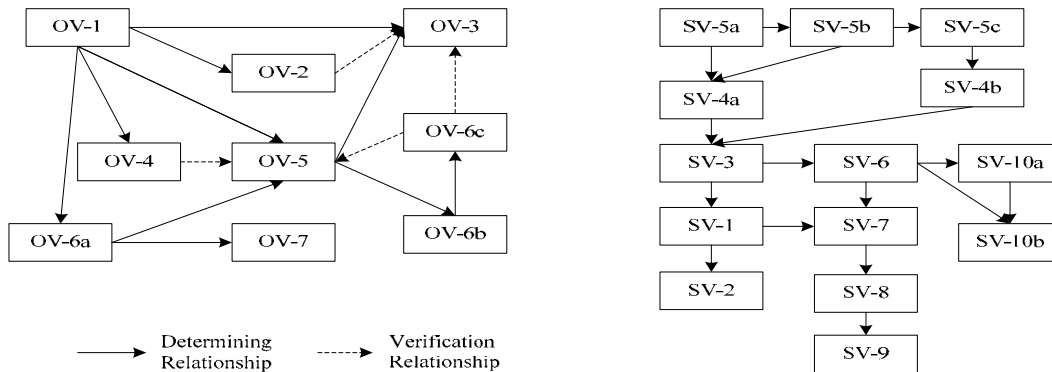 OV-1
OV-3
OV-2
OV-6c
OV-4
OV-5
OV-6a
OV-7
OV-6b
Determining
Relationship
Verification
Relationship
SV-5a
SV-5b
SV-5c
SV-4a
SV-4b
SV-3
SV-6
SV-10a
SV-1
SV-7
SV-10b
SV-2
SV-8
SV-9